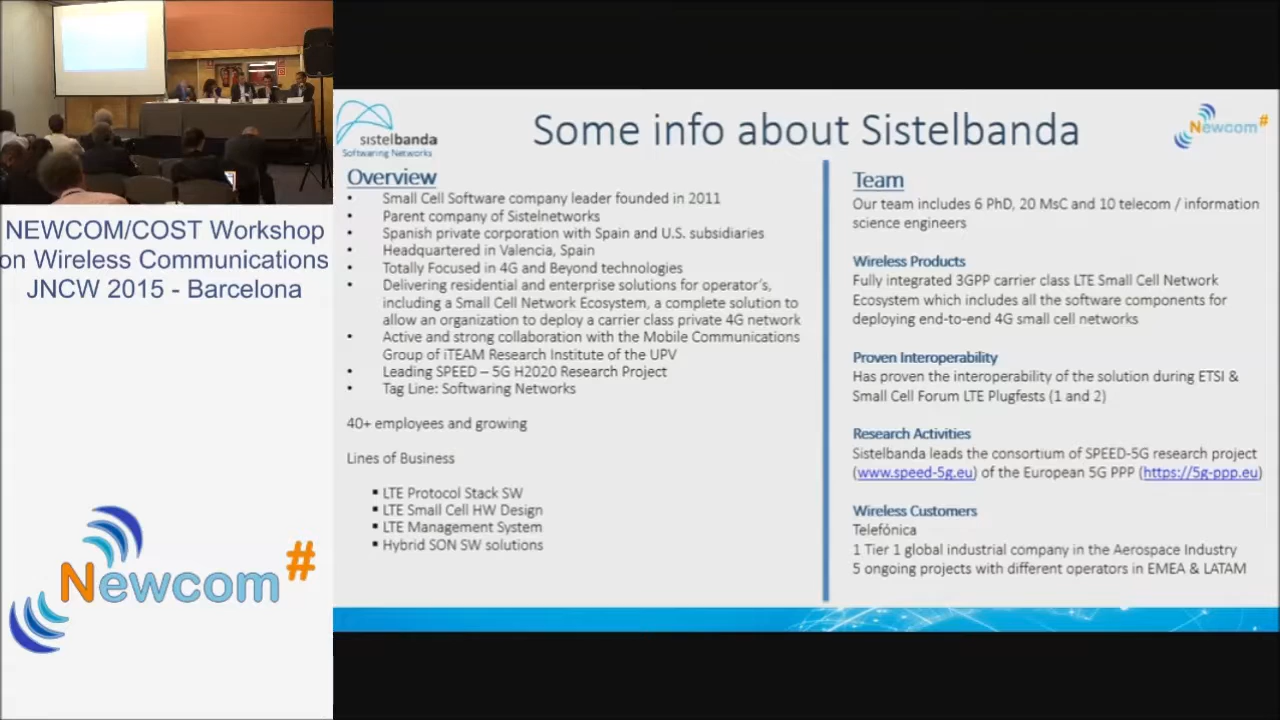 NEWCOM/COST Workshop
on Wireless Communications
JNCW 2015 - Barcelona
Newcom#
sistelbanda
Softwaring Networks
Some info about Sistelbanda
Newcom#
Overview
• Small Cell Software company leader founded in 2011
• Parent company of Sistelnetworks
• Spanish private corporation with Spain and U.S. subsidiaries
• Headquartered in Valencia, Spain
• Totally Focused in 4G and Beyond technologies
• Delivering residential and enterprise solutions for operator's,
including a Small Cell Network Ecosystem, a complete solution to
allow an organization to deploy a carrier class private 4G network
• Active and strong collaboration with the Mobile Communications
Group of iTEAM Research Institute of the UPV
• Leading SPEED – 5G H2020 Research Project
• Tag Line: Softwaring Networks
40+ employees and growing
Lines of Business
▪ LTE Protocol Stack SW
▪ LTE Small Cell HW Design
▪ LTE Management System
▪ Hybrid SON SW solutions
Team
Our team includes 6 PhD, 20 MsC and 10 telecom / information
science engineers
Wireless Products
Fully integrated 3GPP carrier class LTE Small Cell Network
Ecosystem which includes all the software components for
deploying end-to-end 4G small cell networks
Proven Interoperability
Has proven the interoperability of the solution during ETSI &
Small Cell Forum LTE Plugfests (1 and 2)
Research Activities
Sistelbanda leads the consortium of SPEED-5G research project
(www.speed-5g.eu) of the European 5G PPP (https://5g-ppp.eu)
Wireless Customers
Telefónica
1 Tier 1 global industrial company in the Aerospace Industry
5 ongoing projects with different operators in EMEA & LATAM